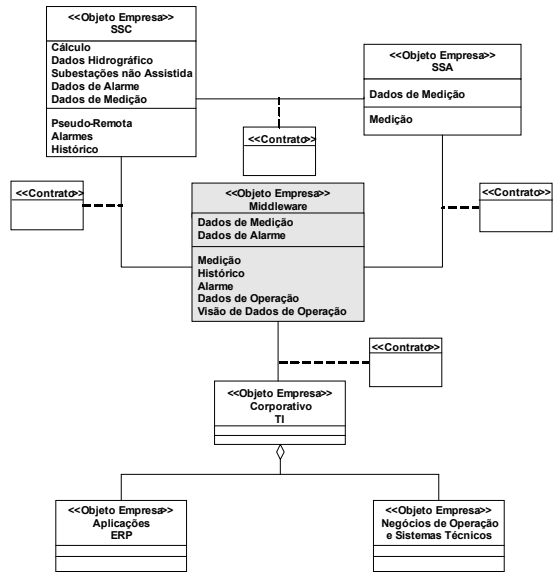 <<Objeto Empresa>>
SSC
Cálculo
Dados Hidrográfico
Subestações não Assistida
Dados de Alarme
Dados de Medição
Pseudo-Remota
Alarmes
Histórico
<<Objeto Empresa>>
SSA
Dados de Medição
Medição
<<Contrato>>
<<Contrato>>
<<Contrato>>
<<Objeto Empresa>>
Middleware
Dados de Medição
Dados de Alarme
Medição
Histórico
Alarme
Dados de Operação
Visão de Dados de Operação
<<Contrato>>
<<Objeto Empresa>>
Corporativo
TI
<<Objeto Empresa>>
Aplicações
ERP
<<Objeto Empresa>>
Negócios de Operação
e Sistemas Técnicos